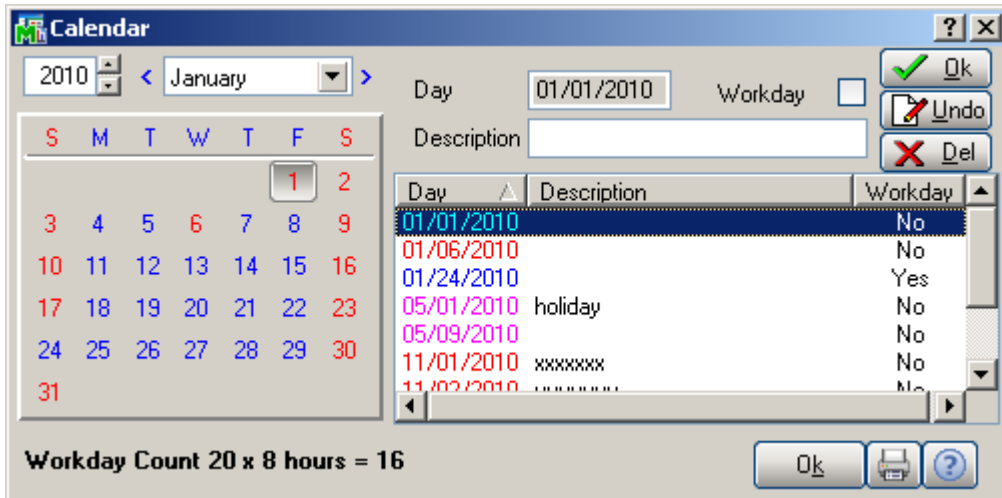 Calendar
2010 < January >
Day 01/01/2010 Workday
Ok
Undo
Description
Del
S M T W T F S
1 2
3 4 5 6 7 8 9
10 11 12 13 14 15 16
17 18 19 20 21 22 23
24 25 26 27 28 29 30
31
Day Description Workday
01/01/2010 No
01/06/2010 No
01/24/2010 Yes
05/01/2010 holiday No
05/09/2010 No
11/01/2010 xxxxxxx No
11/02/2010 No
Workday Count 20 x 8 hours = 16
Ok